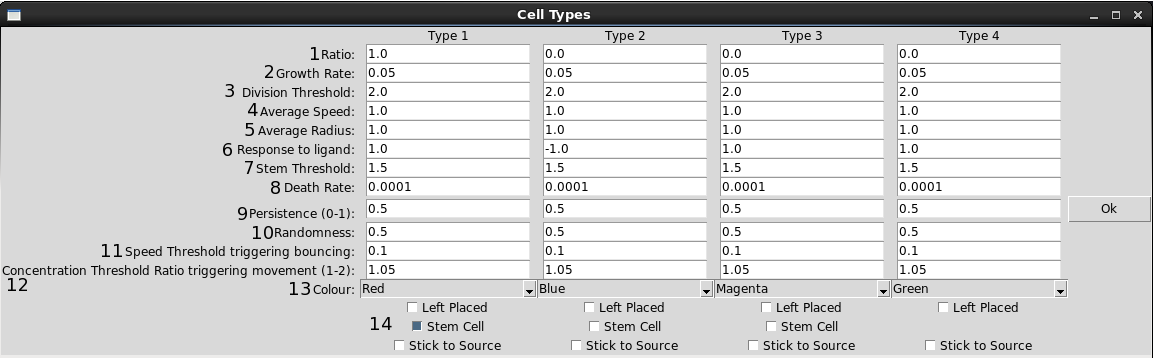 Cell Types
Type 1 Type 2 Type 3 Type 4
1 Ratio: 1.0 0.0 0.0 0.0
2 Growth Rate: 0.05 0.05 0.05 0.05
3 Division Threshold: 2.0 2.0 2.0 2.0
4 Average Speed: 1.0 1.0 1.0 1.0
5 Average Radius: 1.0 1.0 1.0 1.0
6 Response to ligand: 1.0 -1.0 1.0 1.0
7 Stem Threshold: 1.5 1.5 1.5 1.5
8 Death Rate: 0.0001 0.0001 0.0001 0.0001
9 Persistence (0-1): 0.5 0.5 0.5 0.5 Ok
10 Randomness: 0.5 0.5 0.5 0.5
11 Speed Threshold triggering bouncing: 0.1 0.1 0.1 0.1
Concentration Threshold Ratio triggering movement (1-2): 1.05 1.05 1.05 1.05
12 13 Colour: Red Blue Magenta Green
Left Placed Left Placed Left Placed Left Placed
14 Stem Cell Stem Cell Stem Cell
Stick to Source Stick to Source Stick to Source Stick to Source